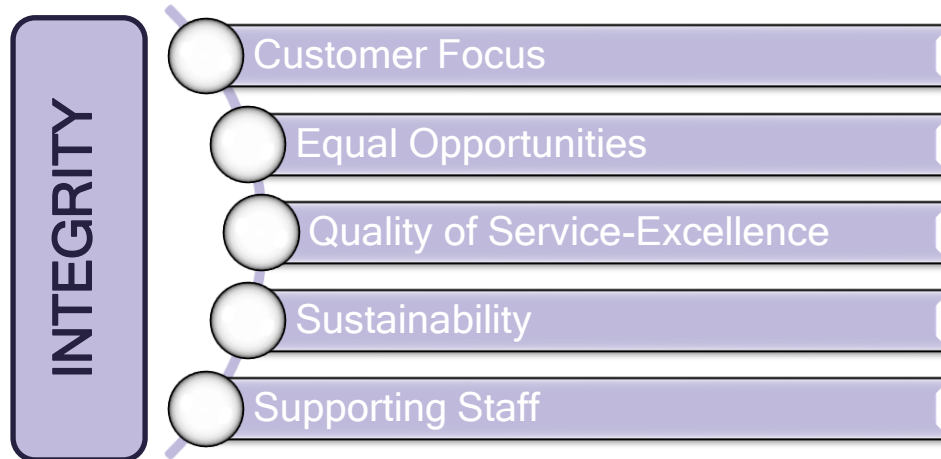 INTEGRITY
Customer Focus
Equal Opportunities
Quality of Service-Excellence
Sustainability
Supporting Staff